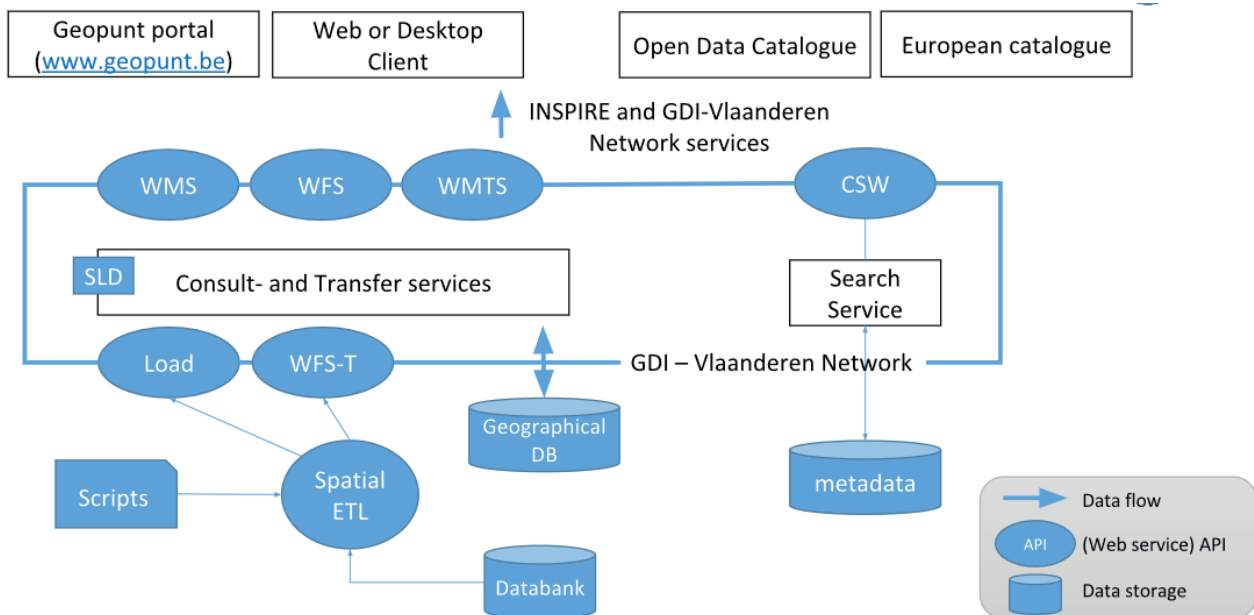 Geopunt portal
(www.geopunt.be)
Web or Desktop
Client
Open Data Catalogue
European catalogue
INSPIRE and GDI-Vlaanderen
Network services
WMS
WFS
WMTS
CSW
SLD
Consult- and Transfer services
Search
Service
Load
WFS-T
GDI – Vlaanderen Network
Geographical
DB
Scripts
Spatial
ETL
metadata
Databank
Data flow
API
(Web service) API
Data storage